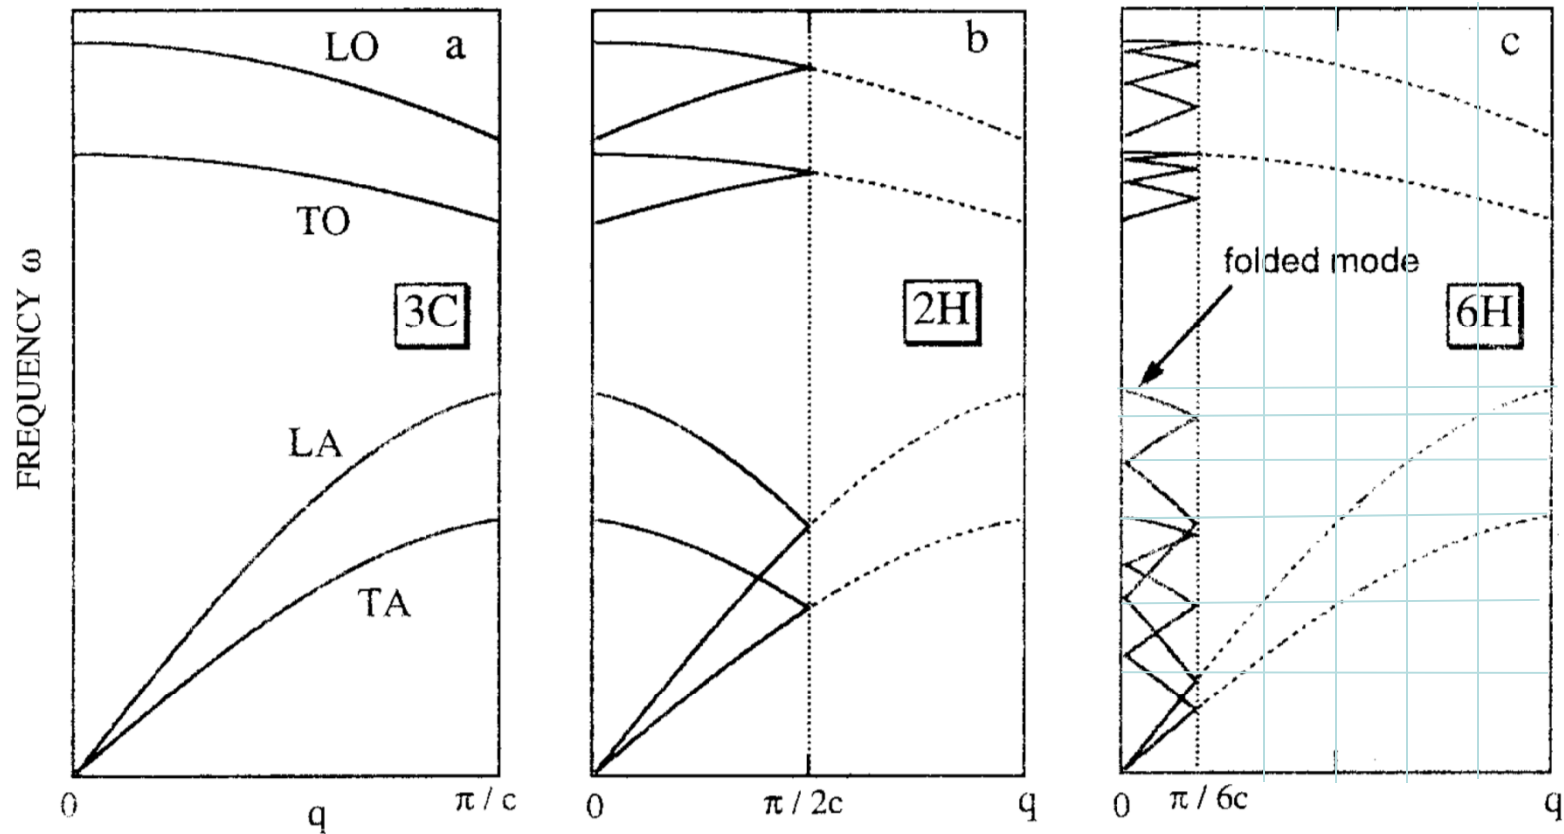 a
LO
TO
3C
LA
TA
FREQUENCY ω
0
q
π / c
b
2H
0
π / 2c
q
c
folded mode
6H
0
π / 6c
q